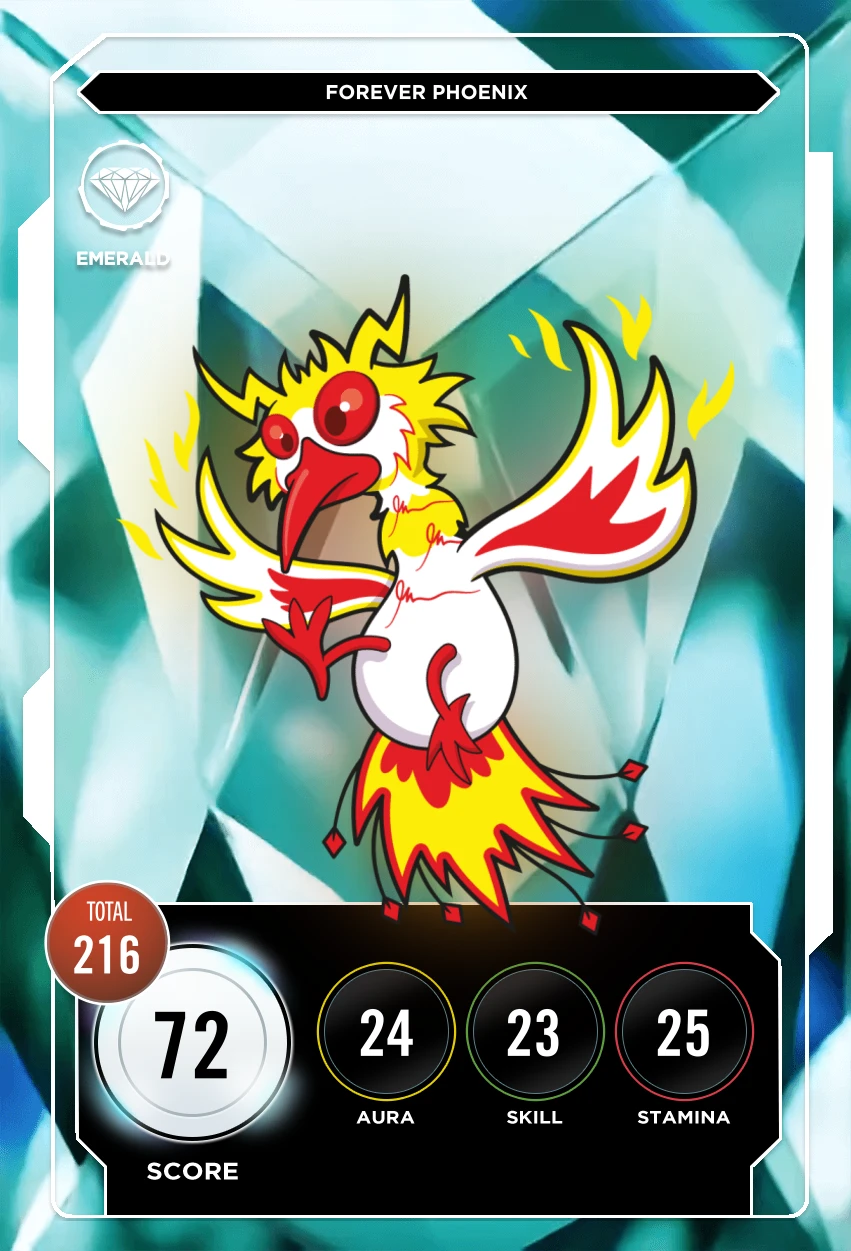 FOREVER PHOENIX
EMERALD
TOTAL
216
72
SCORE
24
AURA
23
SKILL
25
STAMINA